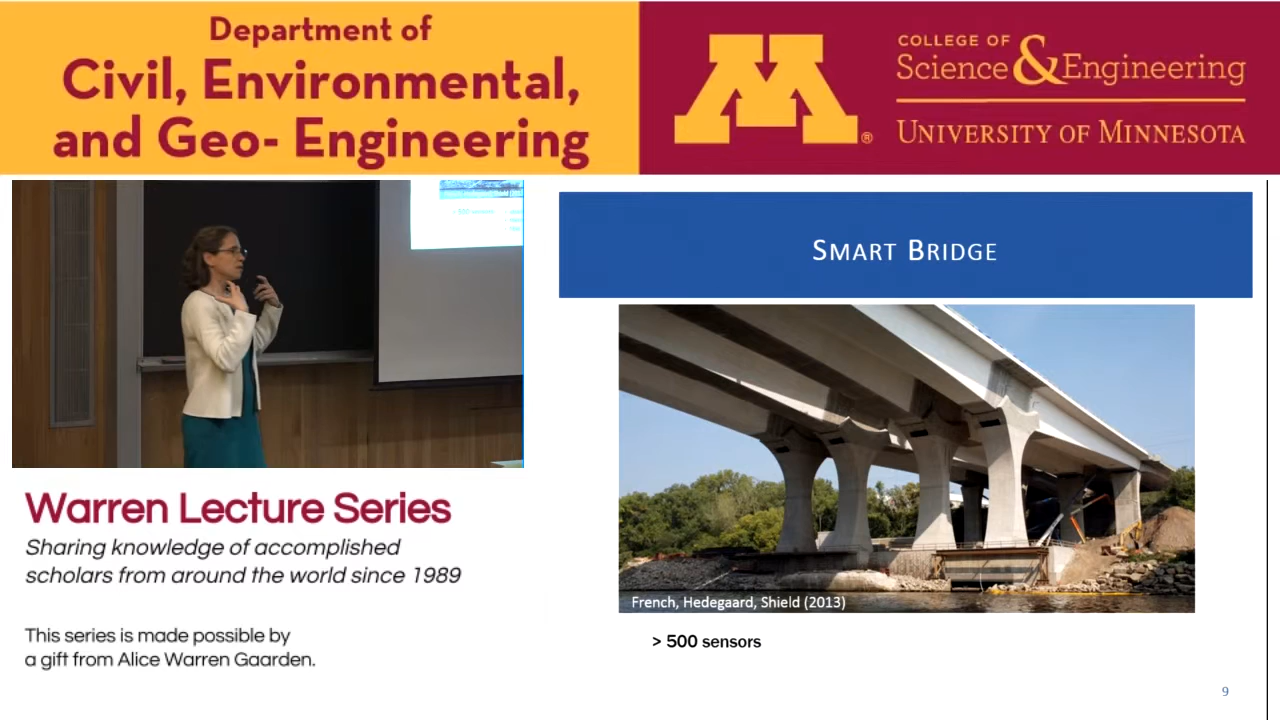 Department of
Civil, Environmental,
and Geo- Engineering
M®
COLLEGE OF
Science & Engineering
UNIVERSITY OF MINNESOTA
SMART BRIDGE
French, Hedegaard, Shield (2013)
> 500 sensors
Warren Lecture Series
Sharing knowledge of accomplished
scholars from around the world since 1989
This series is made possible by
a gift from Alice Warren Gaarden.
9